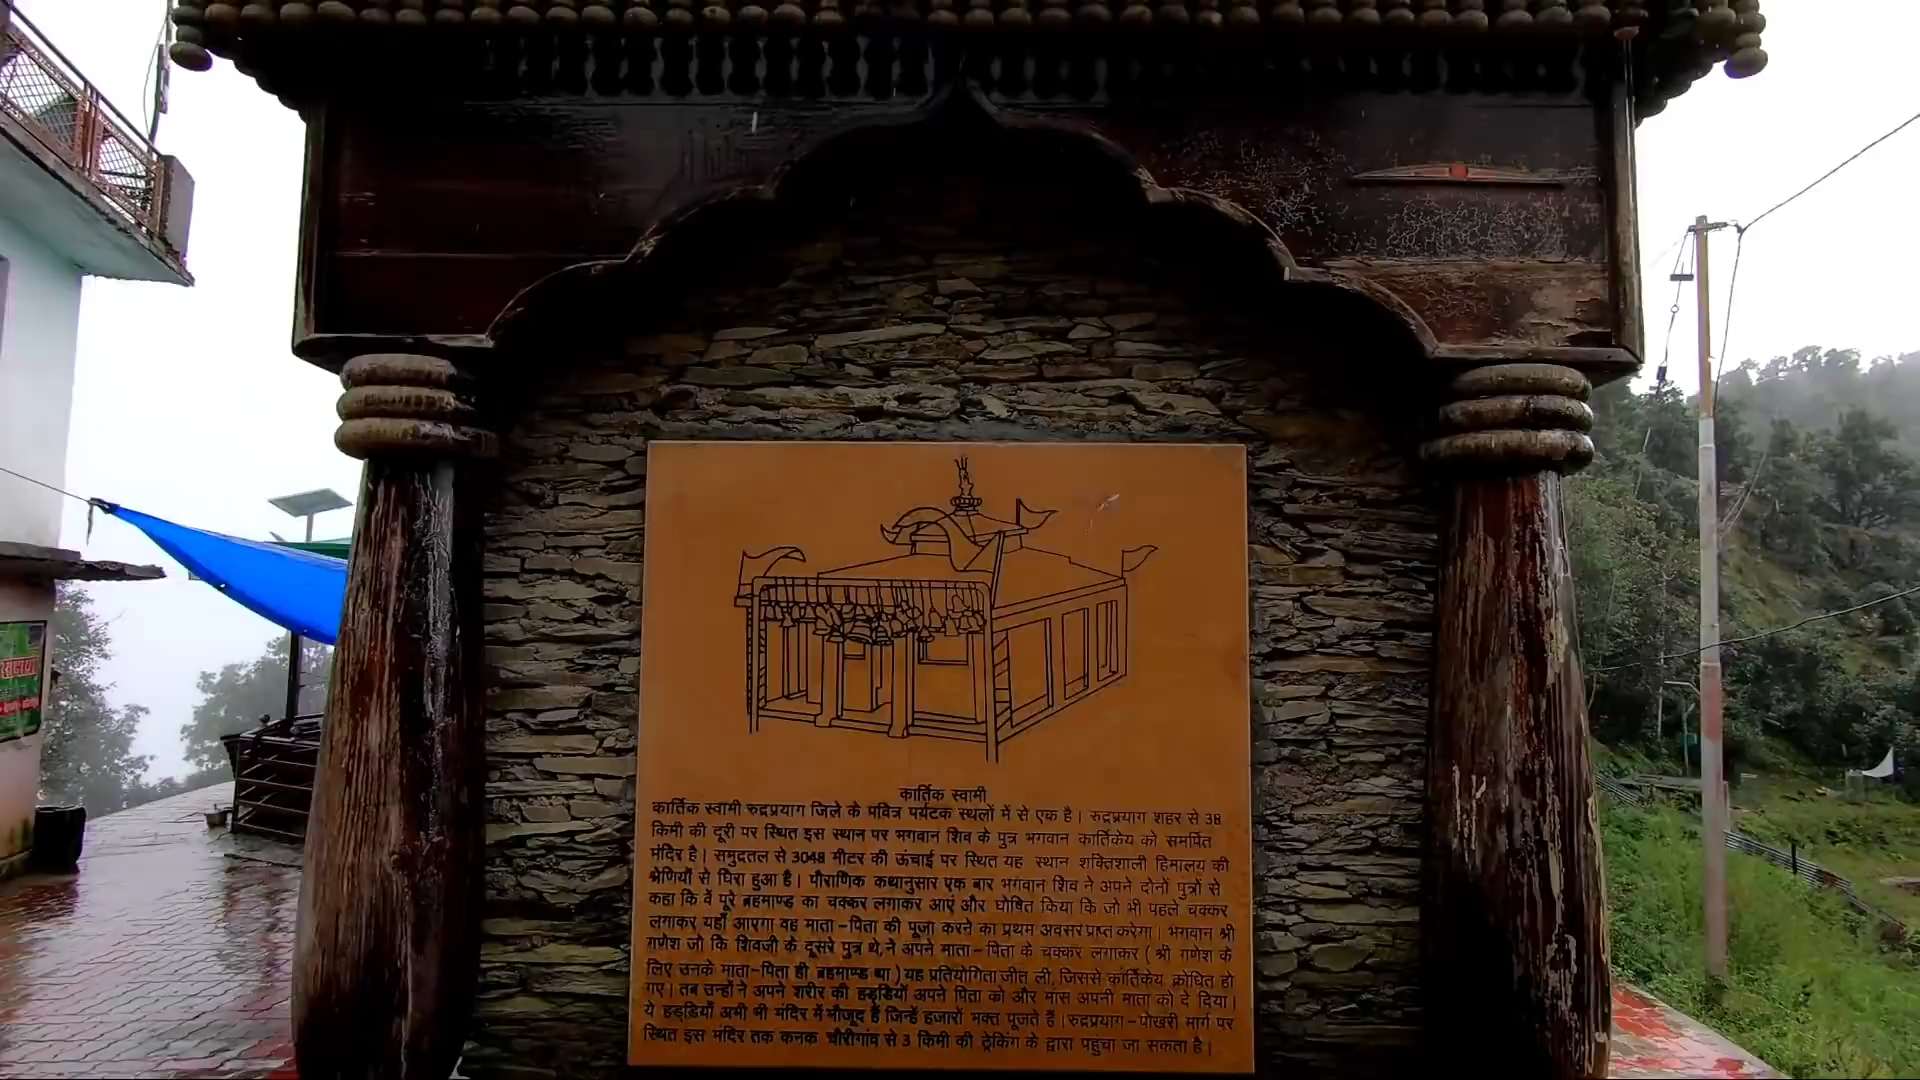 कार्तिक स्वामी
कार्तिक स्वामी रुद्रप्रयाग जिले के पवित्र पर्यटक स्थलों में से एक है। रुद्रप्रयाग शहर से 38
किमी की दूरी पर स्थित इस स्थान पर भगवान शिव के पुत्र भगवान कार्तिकेय को समर्पित
मंदिर है। समुद्रतल से 3048 मीटर की ऊंचाई पर स्थित यह स्थान शक्तिशाली हिमालय की
श्रेणियों से घिरा हुआ है। पौराणिक कथानुसार एक बार भगवान शिव ने अपने दोनों पुत्रों से
कहा कि वें पूरे ब्रहमाण्ड का चक्कर लगाकर आएं और घोषित किया कि जो भी पहले चक्कर
लगाकर यहाँ आएगा वह माता-पिता की पूजा करने का प्रथम अवसर प्राप्त करेगा। भगवान श्री
गणेश जो कि शिवजी के दूसरे पुत्र थे,ने अपने माता-पिता के चक्कर लगाकर ( श्री गणेश के
लिए उनके माता-पिता ही ब्रहमाण्ड था ) यह प्रतियोगिता जीत ली, जिससे कार्तिकेय क्रोधित हो
गए। तब उन्होंने अपने शरीर की हड्डियाँ अपने पिता को और मांस अपनी माता को दे दिया।
ये हड्डियाँ अभी भी मंदिर में मौजूद हैं जिन्हें हजारों भक्त पूजते हैं। रुद्रप्रयाग-पोखरी मार्ग पर
स्थित इस मंदिर तक कनक चौरीगांव से 3 किमी की ट्रेकिंग के द्वारा पहुंचा जा सकता है।